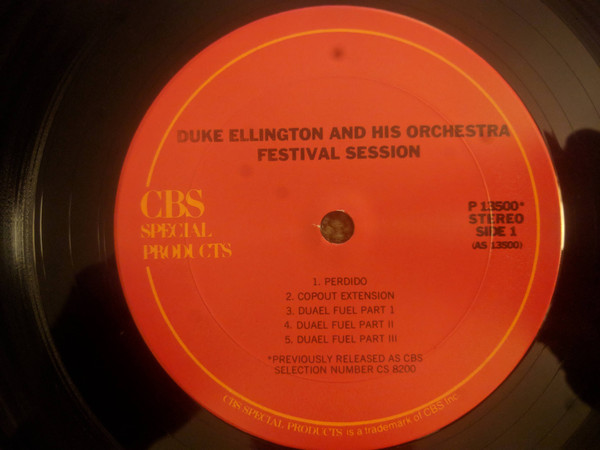 DUKE ELLINGTON AND HIS ORCHESTRA
FESTIVAL SESSION
CBS
SPECIAL
PRODUCTS
P 13500*
STEREO
SIDE 1
(AS 13500)
1. PERDIDO
2. COPOUT EXTENSION
3. DUAEL FUEL PART 1
4. DUAEL FUEL PART II
5. DUAEL FUEL PART III
*PREVIOUSLY RELEASED AS CBS
SELECTION NUMBER CS 8200
CBS SPECIAL PRODUCTS is a trademark of CBS Inc